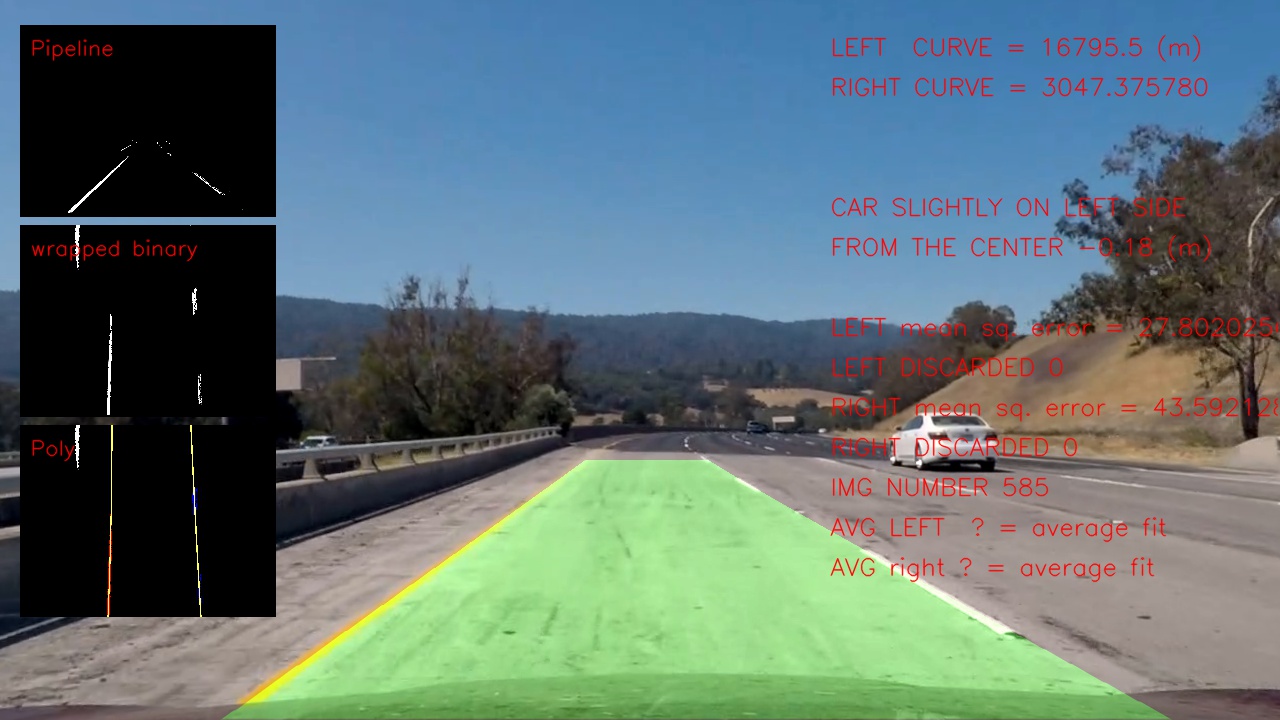 Pipeline
wrapped binary
Poly
LEFT CURVE = 16795.5 (m)
RIGHT CURVE = 3047.375780
CAR SLIGHTLY ON LEFT SIDE
FROM THE CENTER -0.18 (m)
LEFT mean sq. error = 27.802025
LEFT DISCARDED 0
RIGHT mean sq. error = 43.592128
RIGHT DISCARDED 0
IMG NUMBER 585
AVG LEFT ? = average fit
AVG right ? = average fit